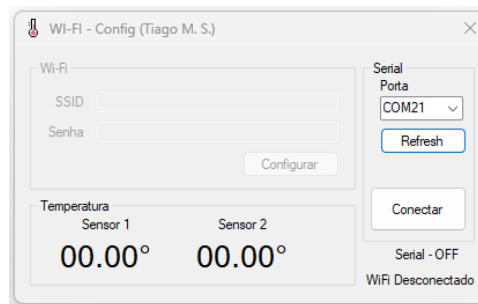 WI-FI - Config (Tiago M. S.)
Wi-Fi
SSID
Senha
Configurar
Serial
Porta
COM21
Refresh
Conectar
Temperatura
Sensor 1
Sensor 2
00.00°
00.00°
Serial - OFF
WiFi Desconectado